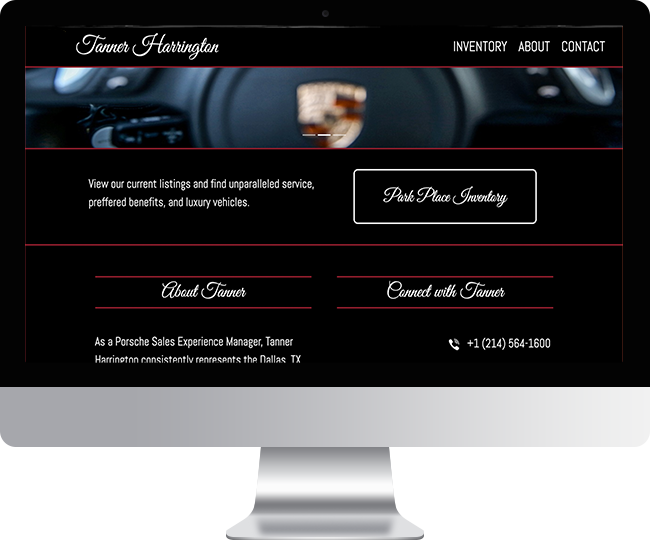 Tanner Harrington
INVENTORY ABOUT CONTACT
View our current listings and find unparalleled service,
preffered benefits, and luxury vehicles.
Park Place Inventory
About Tanner
Connect with Tanner
As a Porsche Sales Experience Manager, Tanner
Harrington consistently represents the Dallas, TX
+1 (214) 564-1600